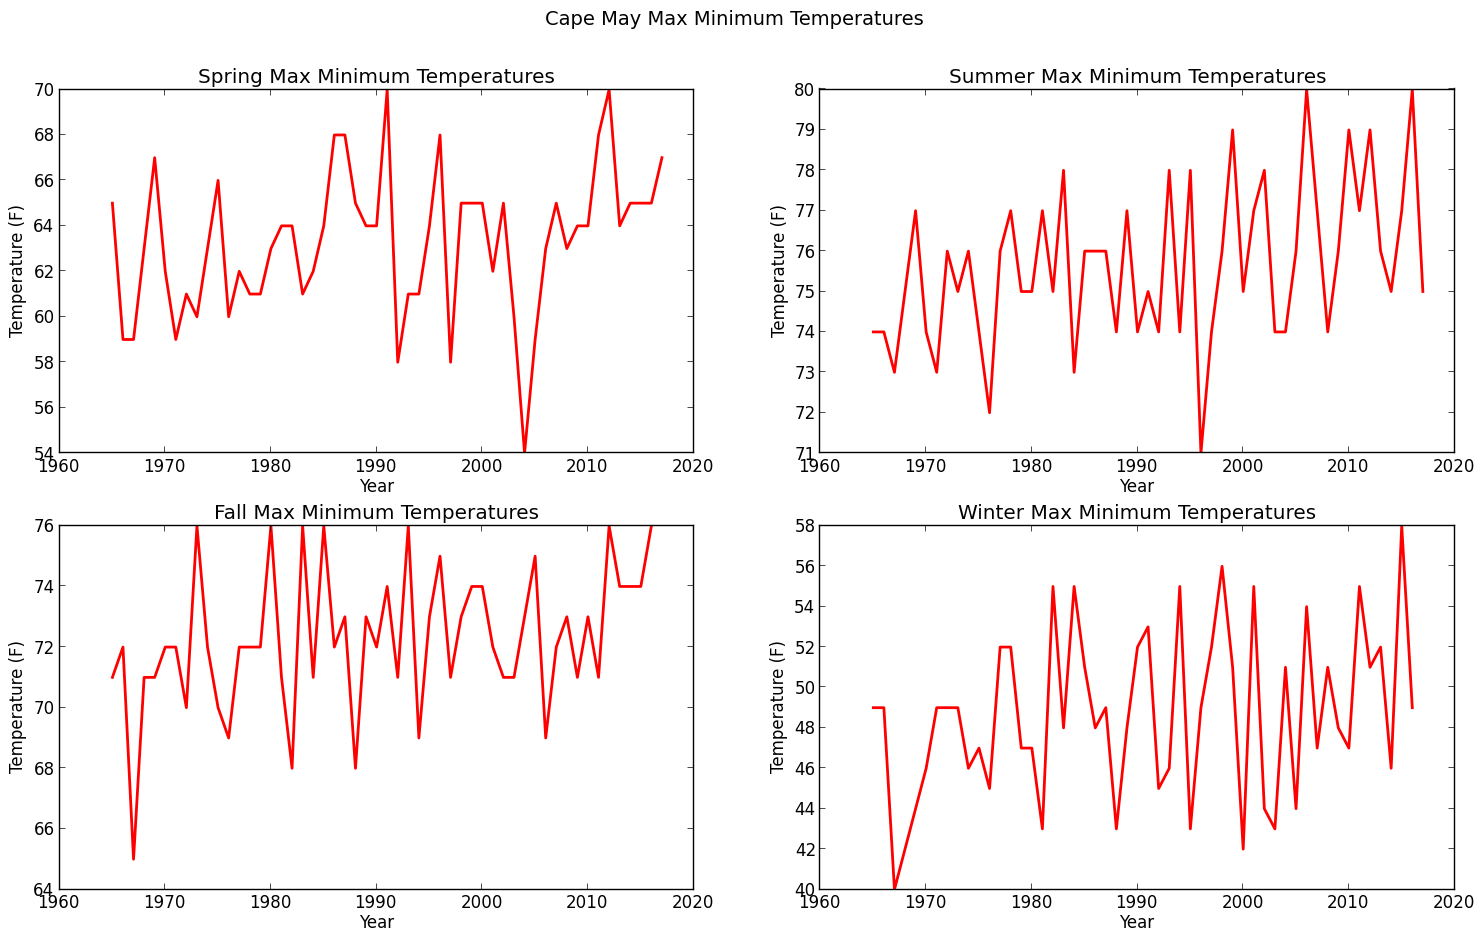 Cape May Max Minimum Temperatures
Spring Max Minimum Temperatures
70
68
66
64
62
60
58
56
54
Temperature (F)
1960 1970 1980 1990 2000 2010 2020
Year
Summer Max Minimum Temperatures
80
79
78
77
76
75
74
73
72
71
Temperature (F)
1960 1970 1980 1990 2000 2010 2020
Year
Fall Max Minimum Temperatures
76
74
72
70
68
66
64
Temperature (F)
1960 1970 1980 1990 2000 2010 2020
Year
Winter Max Minimum Temperatures
58
56
54
52
50
48
46
44
42
40
Temperature (F)
1960 1970 1980 1990 2000 2010 2020
Year